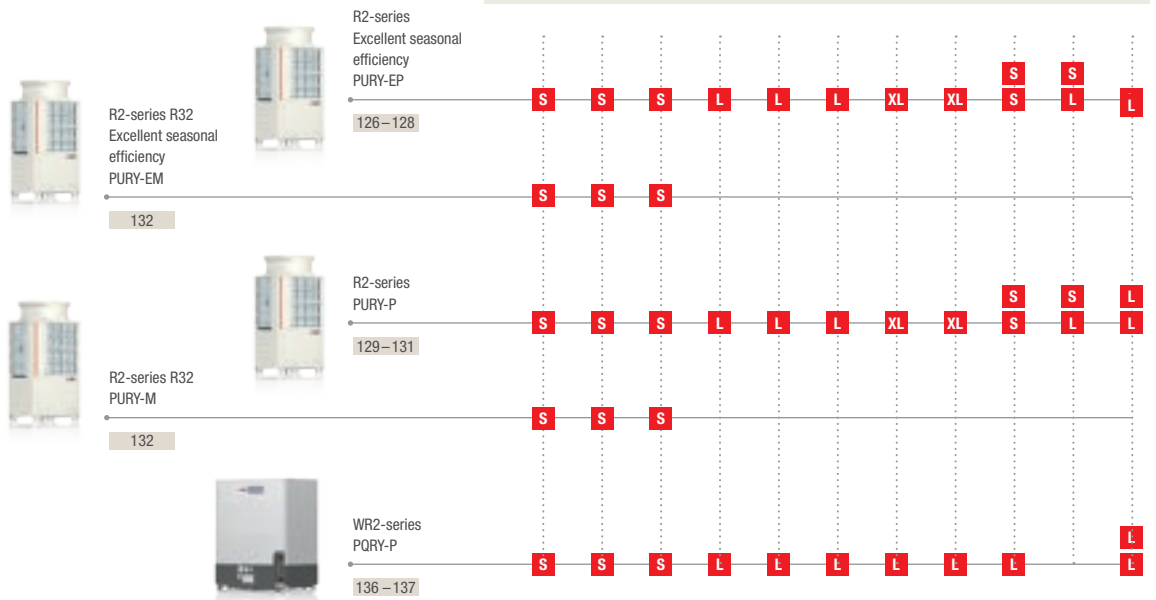 R2-series
Excellent seasonal
efficiency
PURY-EP
126–128
S S
S S S L L L XL XL S L L
R2-series R32
Excellent seasonal
efficiency
PURY-EM
132
S S S
R2-series
PURY-P
129–131
S S L
S S S L L L XL XL S L L
R2-series R32
PURY-M
132
S S S
WR2-series
PQRY-P
136–137
L
S S S L L L L L L L